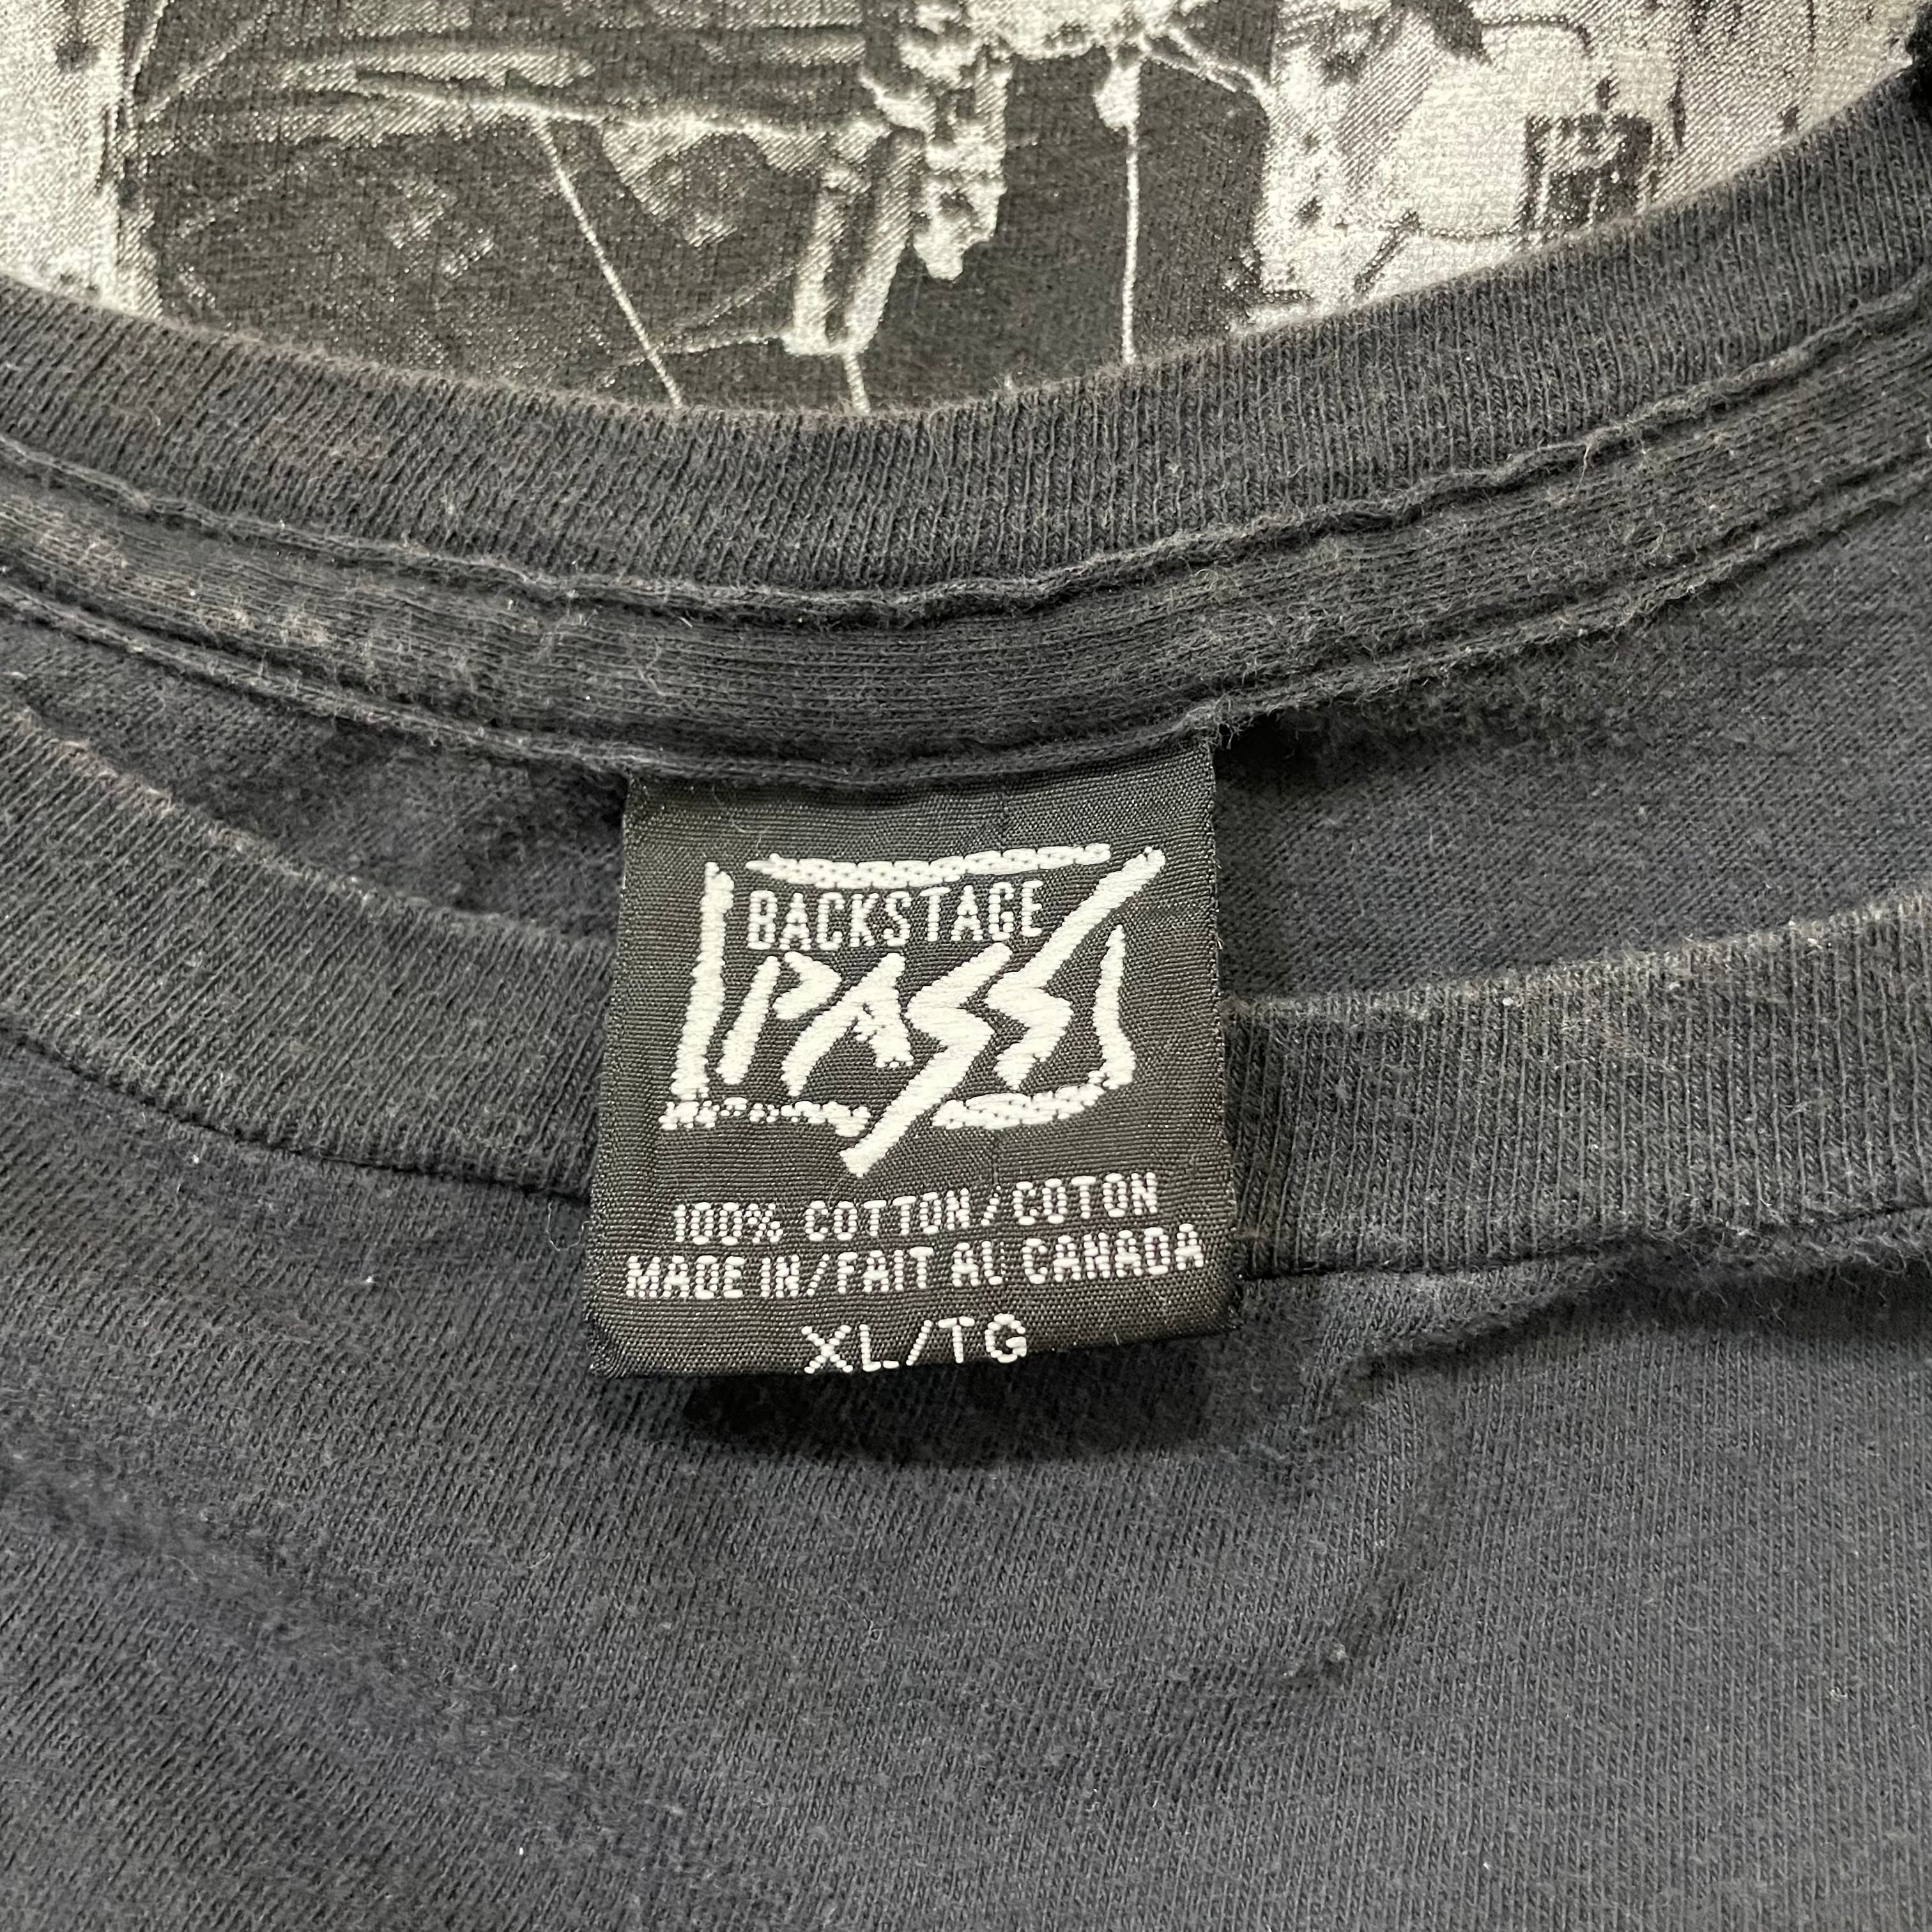 BACKSTAGE
PASS
100% COTTON/COTON
MADE IN/FAIT AU CANADA
XL/TG